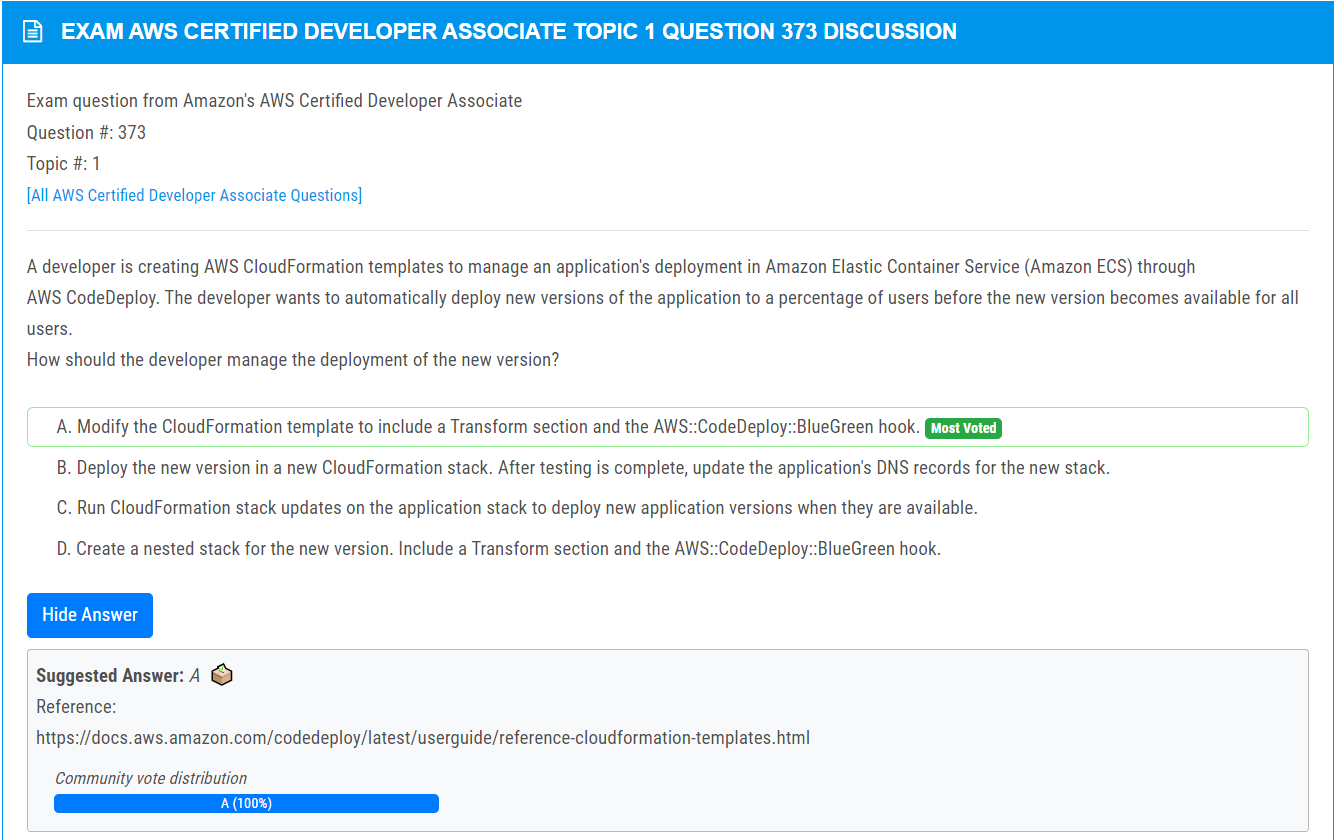 EXAM AWS CERTIFIED DEVELOPER ASSOCIATE TOPIC 1 QUESTION 373 DISCUSSION
Exam question from Amazon's AWS Certified Developer Associate
Question #: 373
Topic #: 1
[All AWS Certified Developer Associate Questions]
A developer is creating AWS CloudFormation templates to manage an application's deployment in Amazon Elastic Container Service (Amazon ECS) through
AWS CodeDeploy. The developer wants to automatically deploy new versions of the application to a percentage of users before the new version becomes available for all
users.
How should the developer manage the deployment of the new version?
A. Modify the CloudFormation template to include a Transform section and the AWS::CodeDeploy::BlueGreen hook. Most Voted
B. Deploy the new version in a new CloudFormation stack. After testing is complete, update the application's DNS records for the new stack.
C. Run CloudFormation stack updates on the application stack to deploy new application versions when they are available.
D. Create a nested stack for the new version. Include a Transform section and the AWS::CodeDeploy::BlueGreen hook.
Hide Answer
Suggested Answer: A
Reference:
https://docs.aws.amazon.com/codedeploy/latest/userguide/reference-cloudformation-templates.html
Community vote distribution
A (100%)